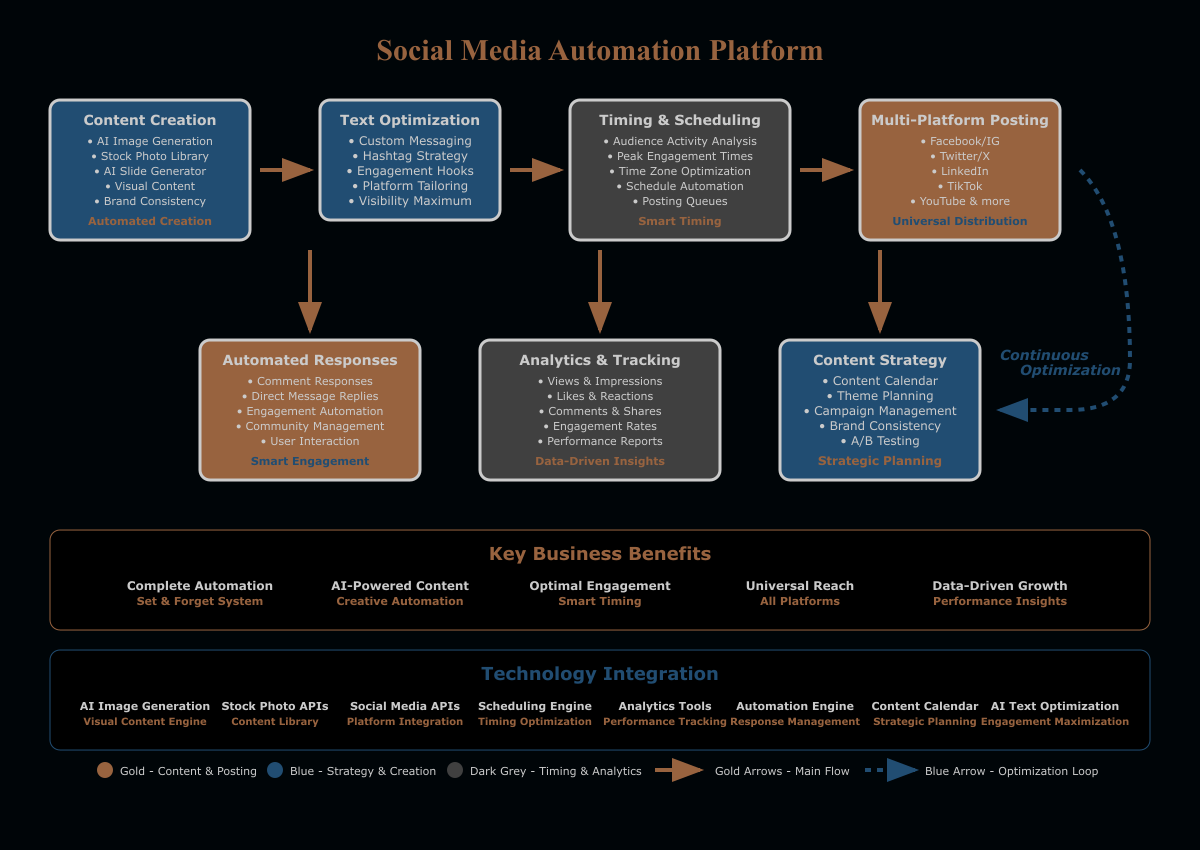 Social Media Automation Platform
Content Creation
• AI Image Generation
• Stock Photo Library
• AI Slide Generator
• Visual Content
• Brand Consistency
Automated Creation
Text Optimization
• Custom Messaging
• Hashtag Strategy
• Engagement Hooks
• Platform Tailoring
• Visibility Maximum
Timing & Scheduling
• Audience Activity Analysis
• Peak Engagement Times
• Time Zone Optimization
• Schedule Automation
• Posting Queues
Smart Timing
Multi-Platform Posting
• Facebook/IG
• Twitter/X
• LinkedIn
• TikTok
• YouTube & more
Universal Distribution
Automated Responses
• Comment Responses
• Direct Message Replies
• Engagement Automation
• Community Management
• User Interaction
Smart Engagement
Analytics & Tracking
• Views & Impressions
• Likes & Reactions
• Comments & Shares
• Engagement Rates
• Performance Reports
Data-Driven Insights
Content Strategy
• Content Calendar
• Theme Planning
• Campaign Management
• Brand Consistency
• A/B Testing
Strategic Planning
Continuous
Optimization
Key Business Benefits
Complete Automation
Set & Forget System
AI-Powered Content
Creative Automation
Optimal Engagement
Smart Timing
Universal Reach
All Platforms
Data-Driven Growth
Performance Insights
Technology Integration
AI Image Generation
Visual Content Engine
Stock Photo APIs
Content Library
Social Media APIs
Platform Integration
Scheduling Engine
Timing Optimization
Analytics Tools
Performance Tracking
Automation Engine
Response Management
Content Calendar
Strategic Planning
AI Text Optimization
Engagement Maximization
Gold - Content & Posting
Blue - Strategy & Creation
Dark Grey - Timing & Analytics
Gold Arrows - Main Flow
Blue Arrow - Optimization Loop